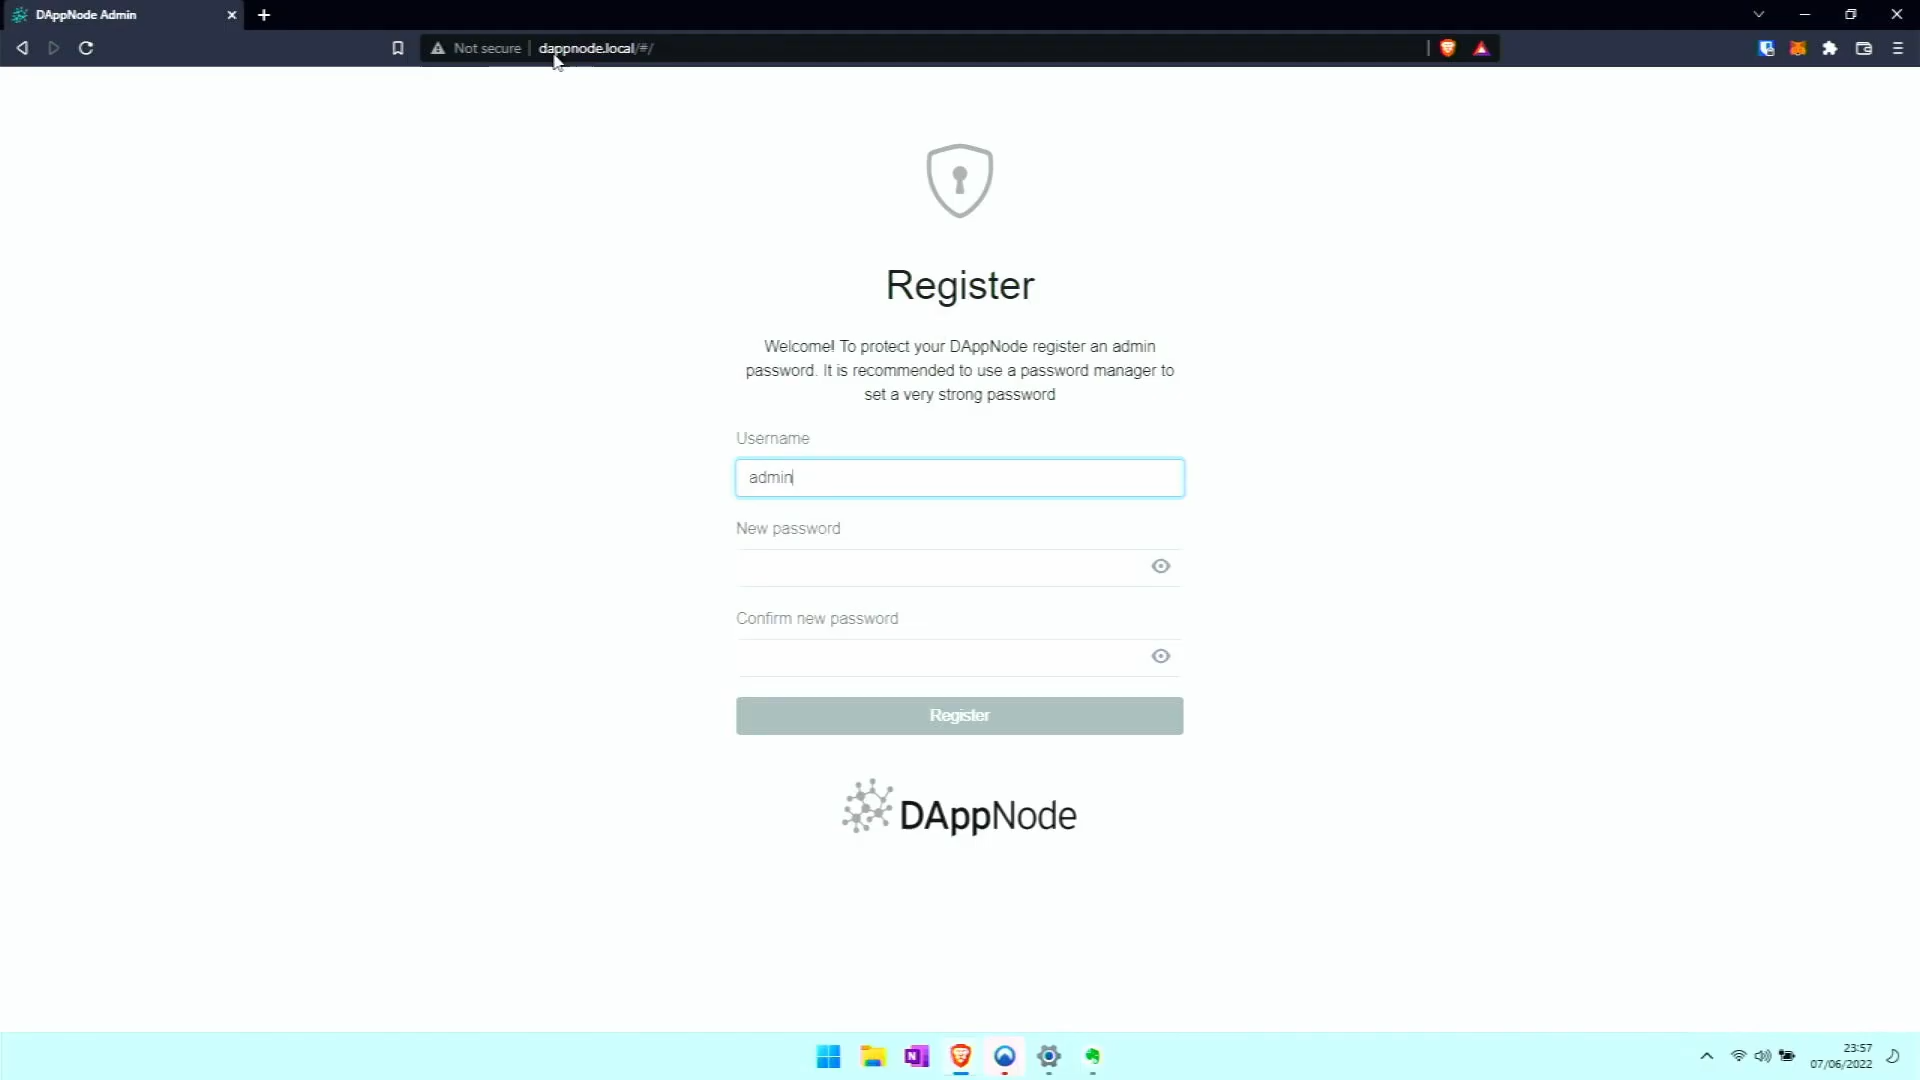 DAppNode Admin
Not secure
dappnode.local/#/
Register
Welcome! To protect your DAppNode register an admin
password. It is recommended to use a password manager to
set a very strong password
Username
admin
New password
Confirm new password
Register
DAppNode
N
23:57
07/06/2022